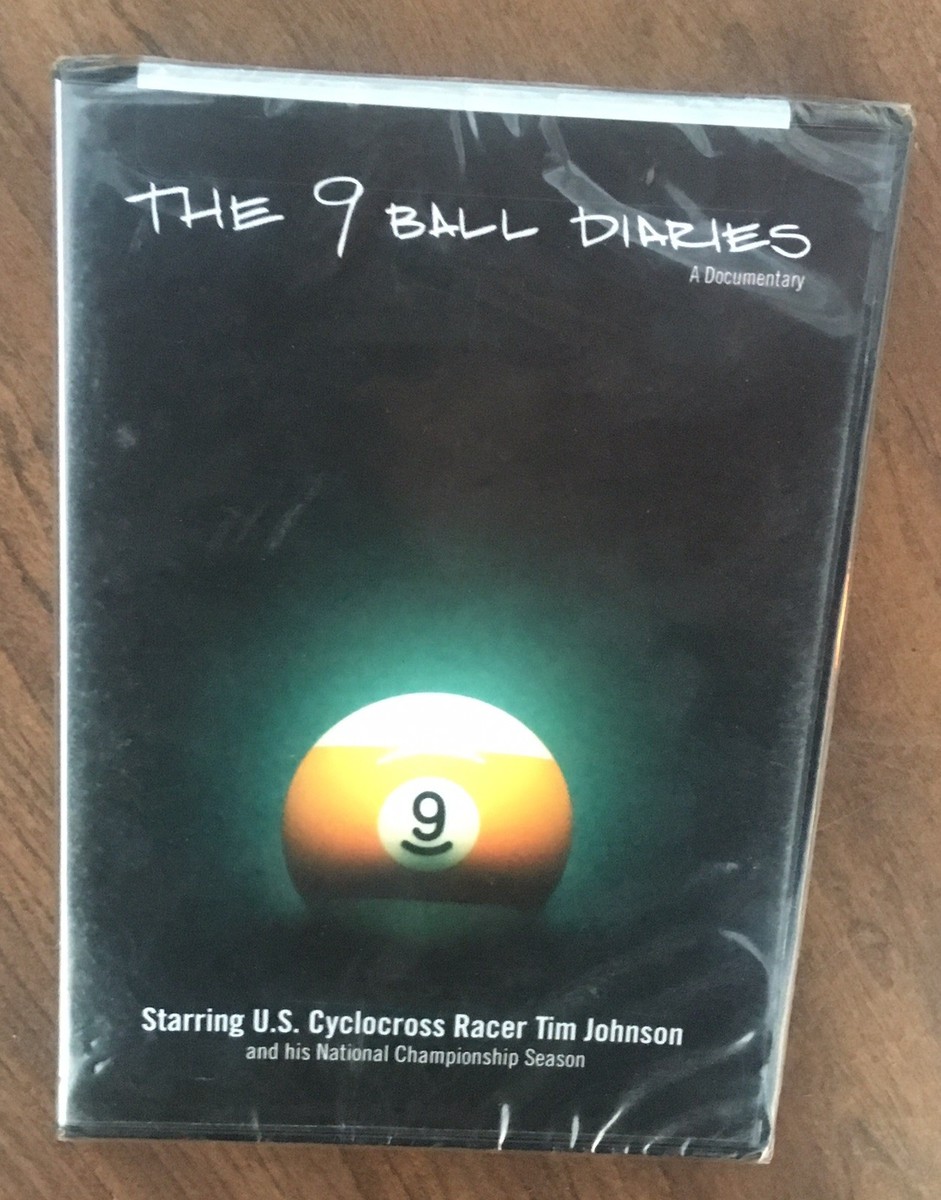 THE 9 BALL DIARIES
A Documentary
9
Starring U.S. Cyclocross Racer Tim Johnson
and his National Championship Season